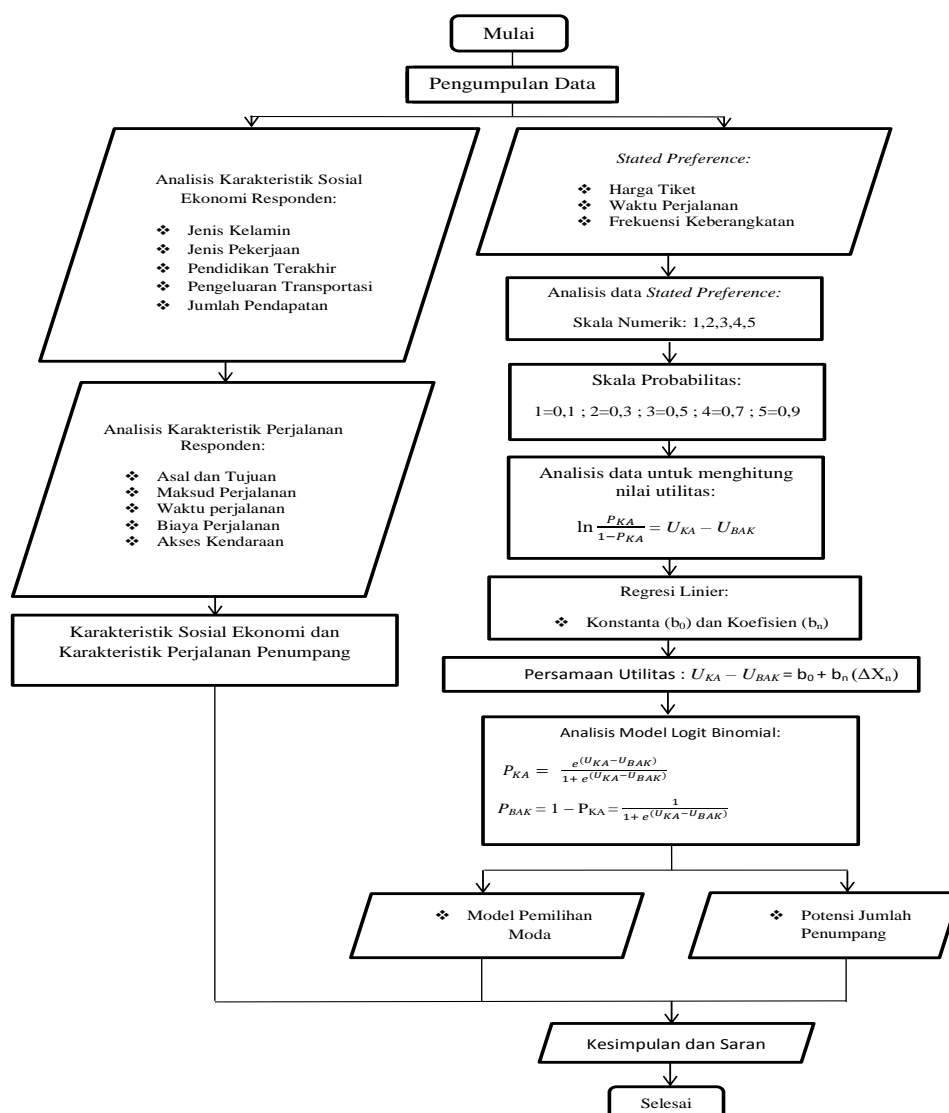 Mulai
Pengumpulan Data
Analisis Karakteristik Sosial
Ekonomi Responden:
❖ Jenis Kelamin
❖ Jenis Pekerjaan
❖ Pendidikan Terakhir
❖ Pengeluaran Transportasi
❖ Jumlah Pendapatan
Analisis Karakteristik Perjalanan
Responden:
❖ Asal dan Tujuan
❖ Maksud Perjalanan
❖ Waktu perjalanan
❖ Biaya Perjalanan
❖ Akses Kendaraan
Karakteristik Sosial Ekonomi dan
Karakteristik Perjalanan Penumpang
Stated Preference:
❖ Harga Tiket
❖ Waktu Perjalanan
❖ Frekuensi Keberangkatan
Analisis data Stated Preference:
Skala Numerik: 1,2,3,4,5
Skala Probabilitas:
1=0,1 ; 2=0,3 ; 3=0,5 ; 4=0,7 ; 5=0,9
Analisis data untuk menghitung
nilai utilitas:
ln P_KA / (1−P_KA) = U_KA – U_BAK
Regresi Linier:
❖ Konstanta (b₀) dan Koefisien (bₙ)
Persamaan Utilitas : U_KA – U_BAK = b₀ + bₙ (ΔXₙ)
Analisis Model Logit Binomial:
P_KA = e^(U_KA−U_BAK) / (1+ e^(U_KA−U_BAK))
P_BAK = 1 – P_KA = 1 / (1+ e^(U_KA−U_BAK))
❖ Model Pemilihan
Moda
❖ Potensi Jumlah
Penumpang
Kesimpulan dan Saran
Selesai